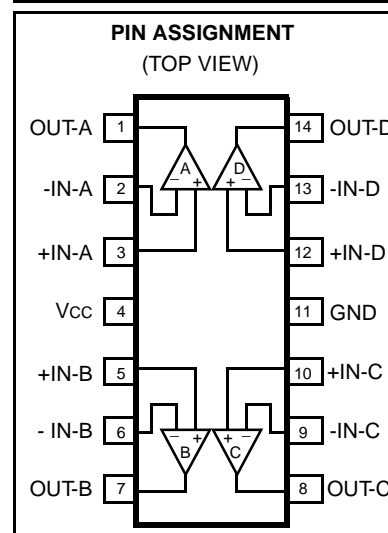 PIN ASSIGNMENT
(TOP VIEW)
OUT-A 1 14 OUT-D
-IN-A 2 A D 13 -IN-D
− + + −
+IN-A 3 12 +IN-D
VCC 4 11 GND
+IN-B 5 10 +IN-C
- IN-B 6 − + + − 9 -IN-C
B C
OUT-B 7 8 OUT-C